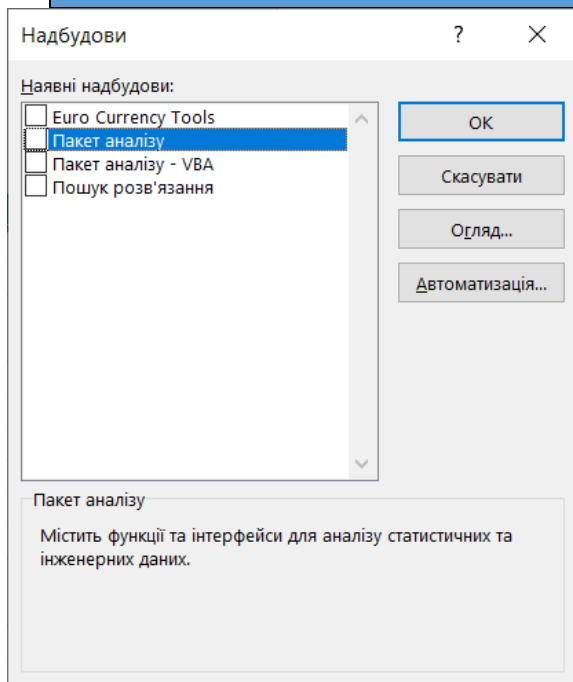 Надбудови
?
Наявні надбудови:
Euro Currency Tools
Пакет аналізу
Пакет аналізу - VBA
Пошук розв'язання
OK
Скасувати
Огляд...
Автоматизація...
Пакет аналізу
Містить функції та інтерфейси для аналізу статистичних та
інженерних даних.